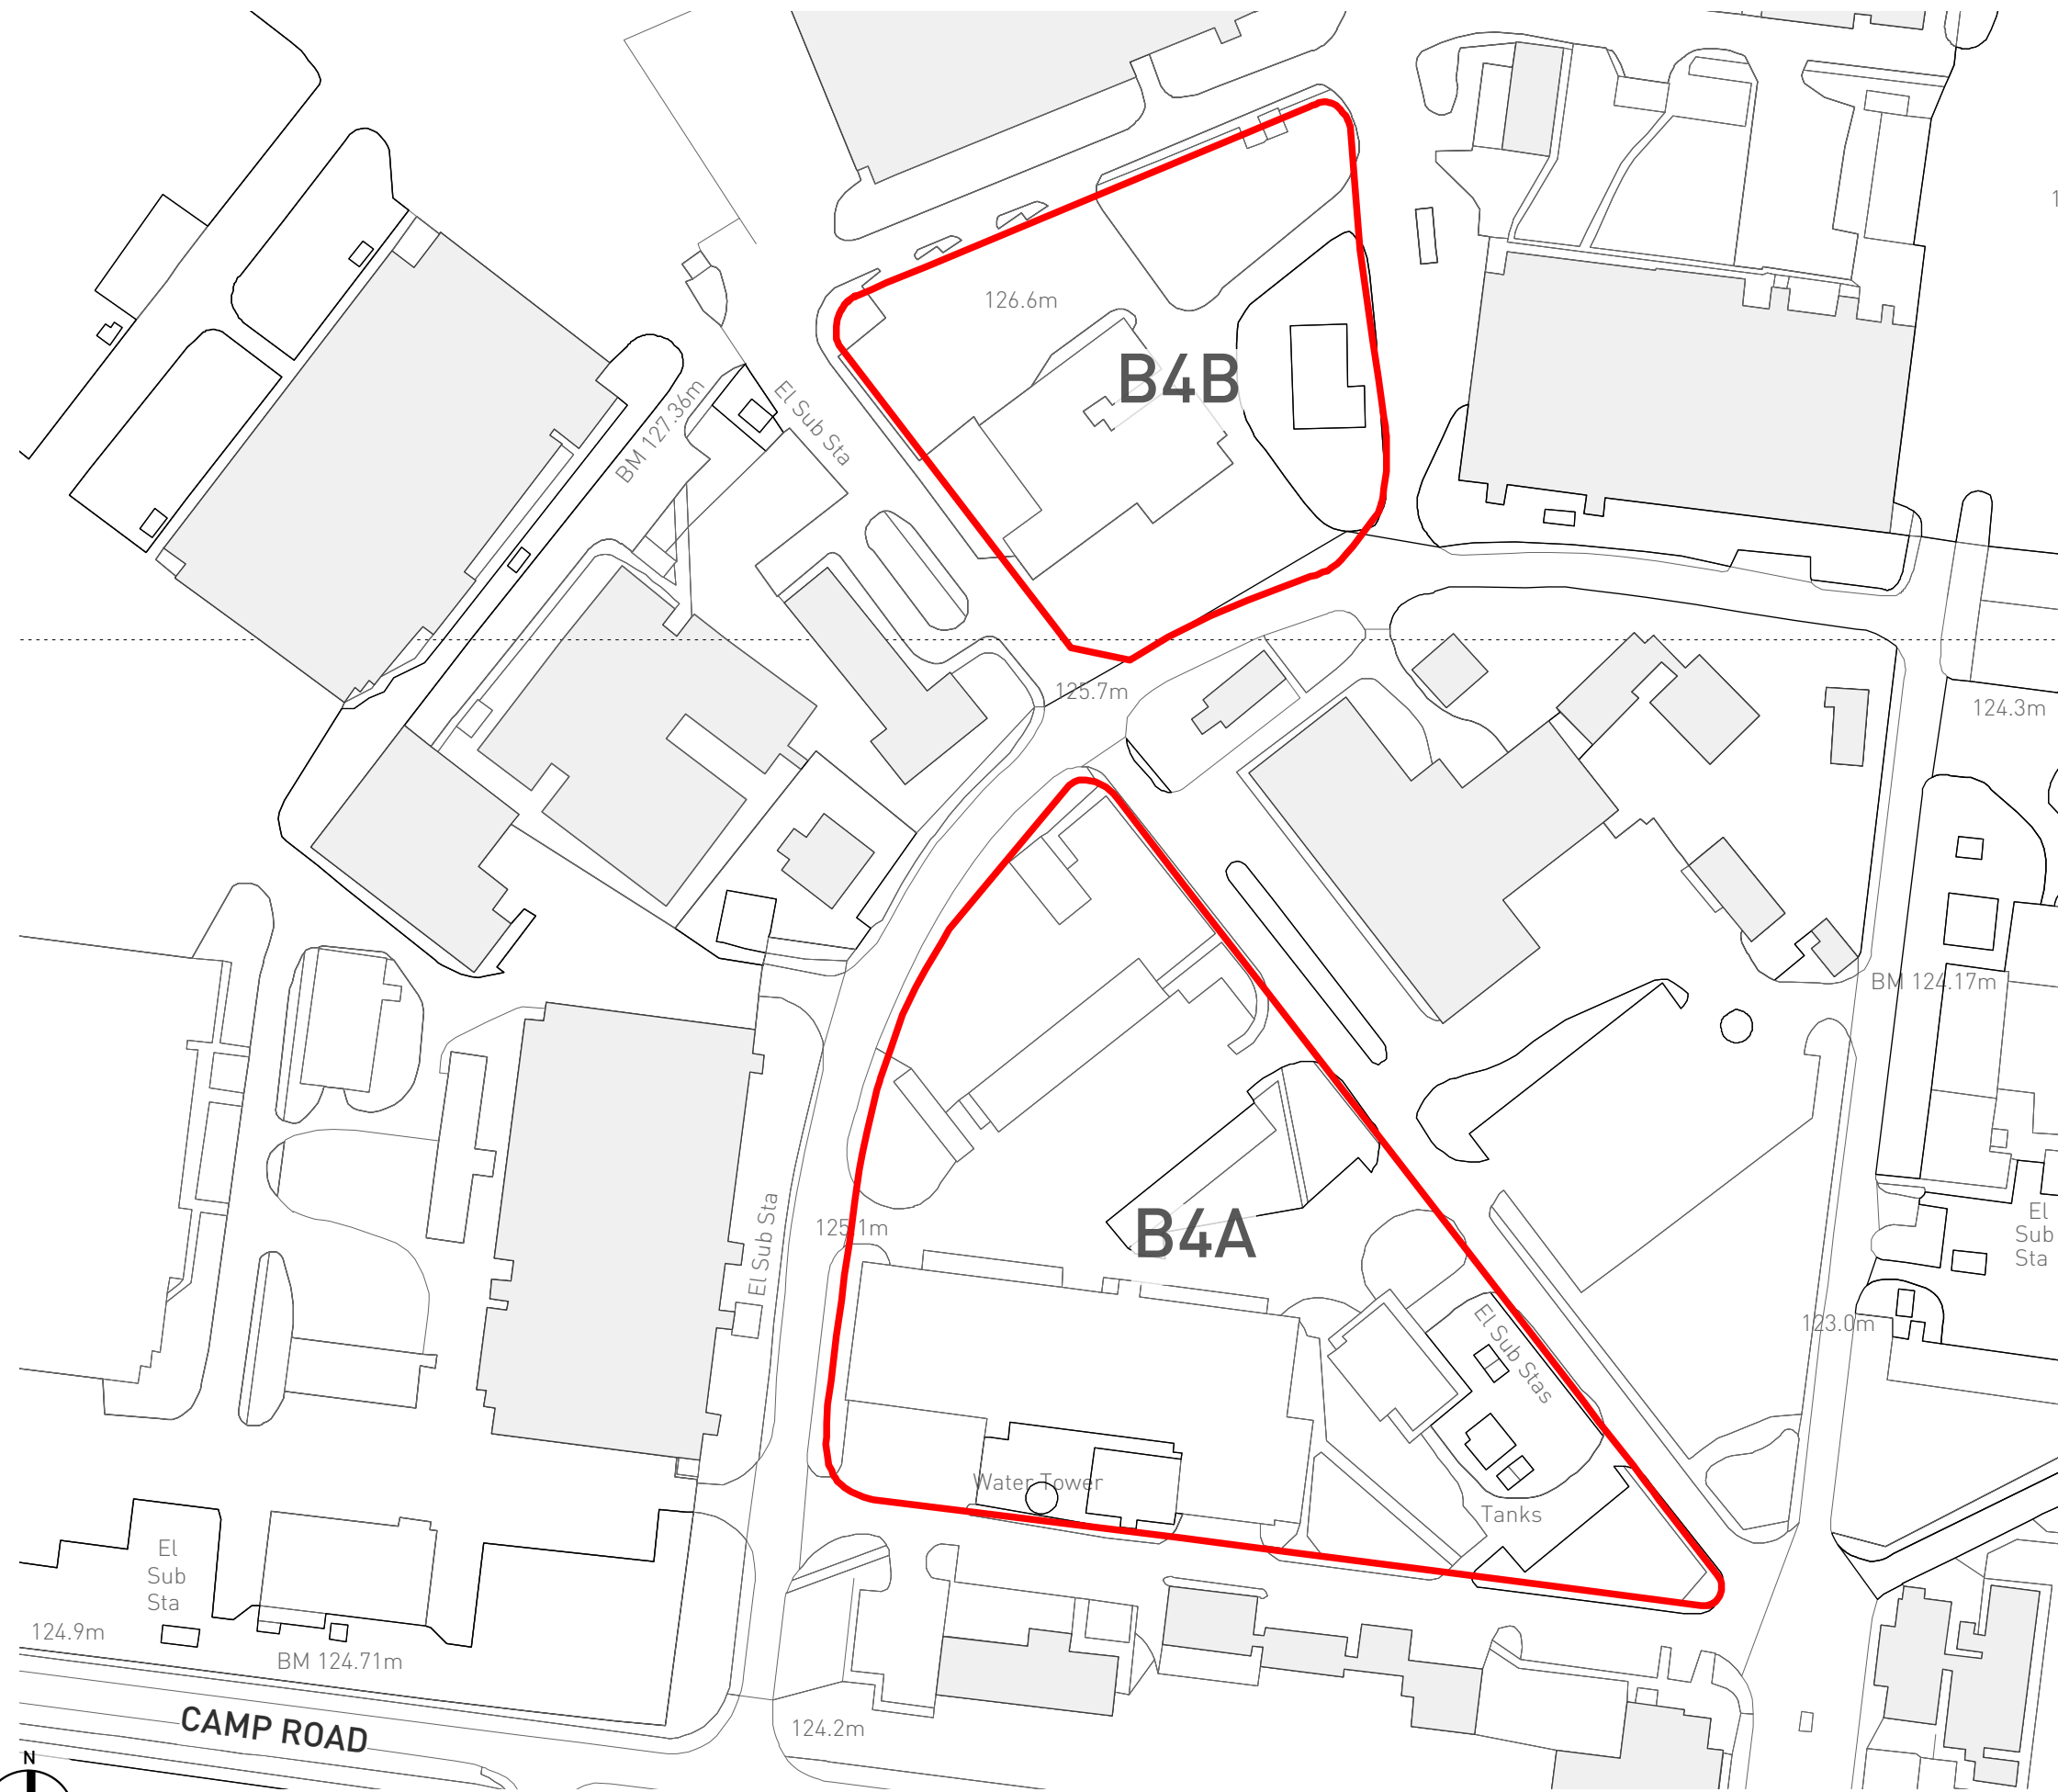 126.6m
B4B
El Sub Sta
BM 127.36m
125.7m
124.3m
BM 124.17m
125.1m
B4A
El Sub Sta
El
Sub
Sta
123.0m
El Sub Stas
Water Tower
Tanks
El
Sub
Sta
124.9m
BM 124.71m
CAMP ROAD
124.2m
N